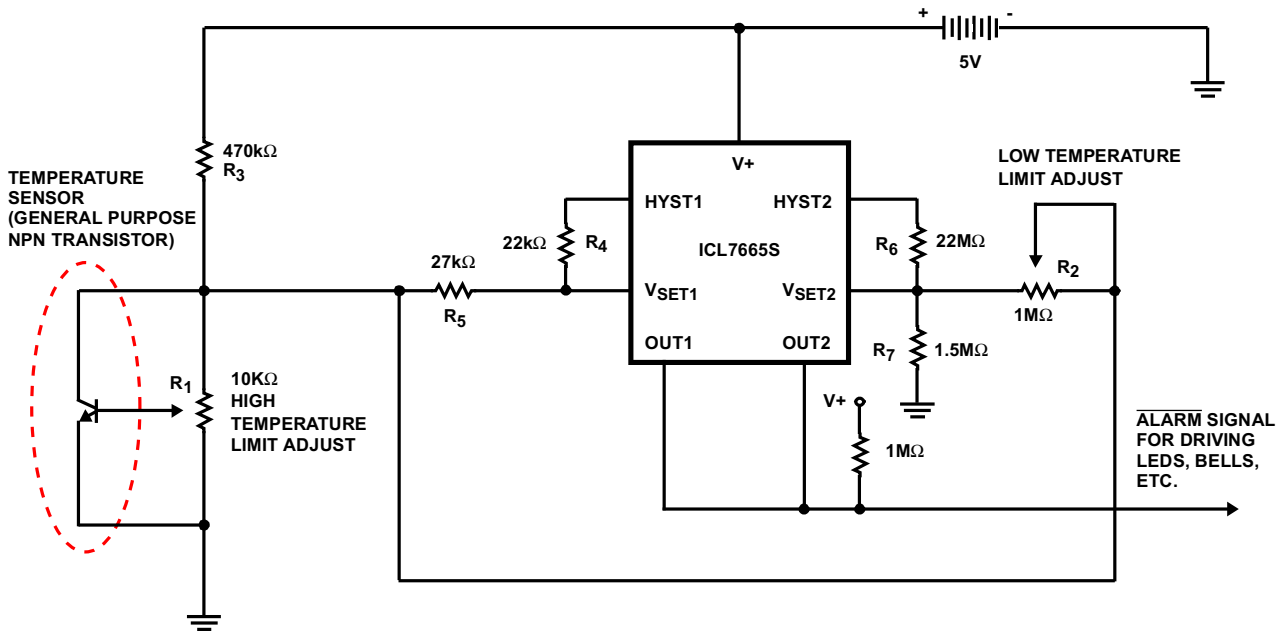 + -
5V
470kΩ
R3
TEMPERATURE
SENSOR
(GENERAL PURPOSE
NPN TRANSISTOR)
R1
10KΩ
HIGH
TEMPERATURE
LIMIT ADJUST
27kΩ
R5
22kΩ
R4
V+
HYST1
HYST2
ICL7665S
VSET1
VSET2
OUT1
OUT2
R6
22MΩ
LOW TEMPERATURE
LIMIT ADJUST
R2
1MΩ
R7
1.5MΩ
V+
1MΩ
ALARM SIGNAL
FOR DRIVING
LEDS, BELLS,
ETC.